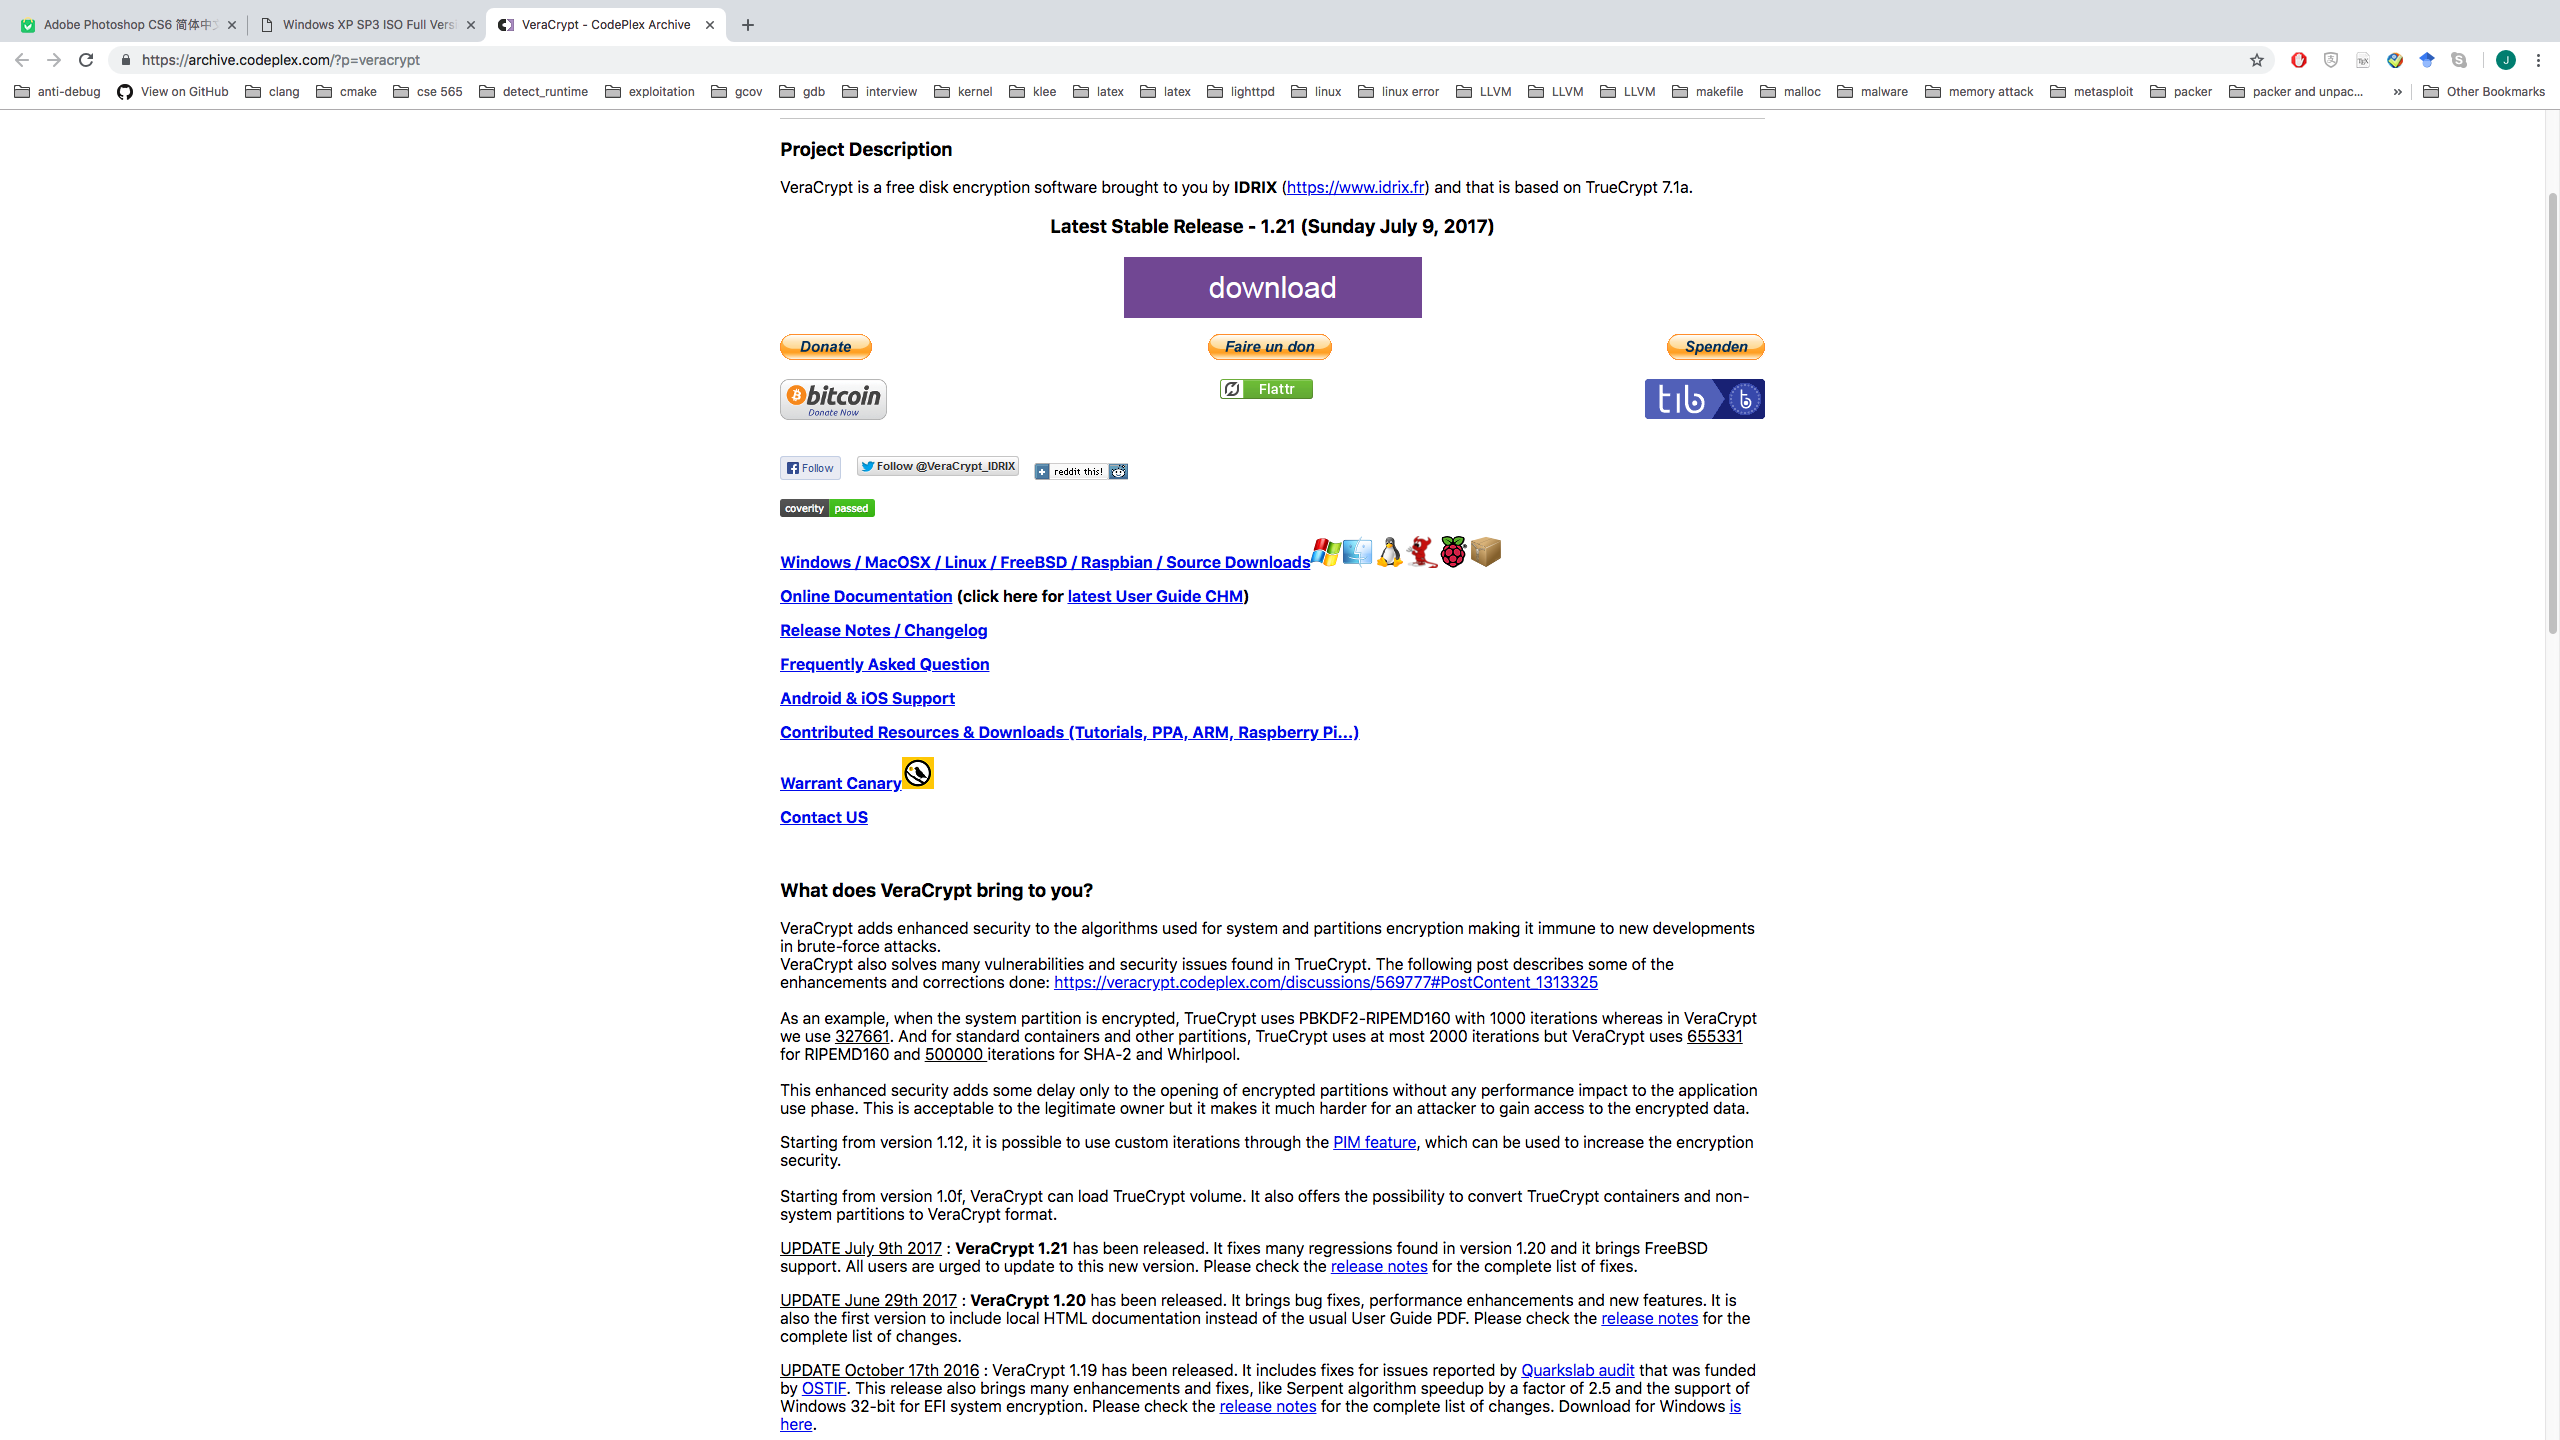 Adobe Photoshop CS6 简体中文
Windows XP SP3 ISO Full Vers
VeraCrypt - CodePlex Archive
https://archive.codeplex.com/?p=veracrypt
J
anti-debug View on GitHub clang cmake cse 565 detect_runtime exploitation gcov gdb interview kernel klee latex latex lighttpd linux linux error LLVM LLVM LLVM makefile malloc malware memory attack metasploit packer packer and unpac... » Other Bookmarks
Project Description
VeraCrypt is a free disk encryption software brought to you by IDRIX (https://www.idrix.fr) and that is based on TrueCrypt 7.1a.
Latest Stable Release - 1.21 (Sunday July 9, 2017)
download
Donate Faire un don Spenden
bitcoin Flattr tib
Donate Now
Follow Follow @VeraCrypt_IDRIX reddit this!
coverity passed
Windows / MacOSX / Linux / FreeBSD / Raspbian / Source Downloads
Online Documentation (click here for latest User Guide CHM)
Release Notes / Changelog
Frequently Asked Question
Android & iOS Support
Contributed Resources & Downloads (Tutorials, PPA, ARM, Raspberry Pi...)
Warrant Canary
Contact US
What does VeraCrypt bring to you?
VeraCrypt adds enhanced security to the algorithms used for system and partitions encryption making it immune to new developments
in brute-force attacks.
VeraCrypt also solves many vulnerabilities and security issues found in TrueCrypt. The following post describes some of the
enhancements and corrections done: https://veracrypt.codeplex.com/discussions/569777#PostContent_1313325
As an example, when the system partition is encrypted, TrueCrypt uses PBKDF2-RIPEMD160 with 1000 iterations whereas in VeraCrypt
we use 327661. And for standard containers and other partitions, TrueCrypt uses at most 2000 iterations but VeraCrypt uses 655331
for RIPEMD160 and 500000 iterations for SHA-2 and Whirlpool.
This enhanced security adds some delay only to the opening of encrypted partitions without any performance impact to the application
use phase. This is acceptable to the legitimate owner but it makes it much harder for an attacker to gain access to the encrypted data.
Starting from version 1.12, it is possible to use custom iterations through the PIM feature, which can be used to increase the encryption
security.
Starting from version 1.0f, VeraCrypt can load TrueCrypt volume. It also offers the possibility to convert TrueCrypt containers and non-
system partitions to VeraCrypt format.
UPDATE July 9th 2017 : VeraCrypt 1.21 has been released. It fixes many regressions found in version 1.20 and it brings FreeBSD
support. All users are urged to update to this new version. Please check the release notes for the complete list of fixes.
UPDATE June 29th 2017 : VeraCrypt 1.20 has been released. It brings bug fixes, performance enhancements and new features. It is
also the first version to include local HTML documentation instead of the usual User Guide PDF. Please check the release notes for the
complete list of changes.
UPDATE October 17th 2016 : VeraCrypt 1.19 has been released. It includes fixes for issues reported by Quarkslab audit that was funded
by OSTIF. This release also brings many enhancements and fixes, like Serpent algorithm speedup by a factor of 2.5 and the support of
Windows 32-bit for EFI system encryption. Please check the release notes for the complete list of changes. Download for Windows is
here.